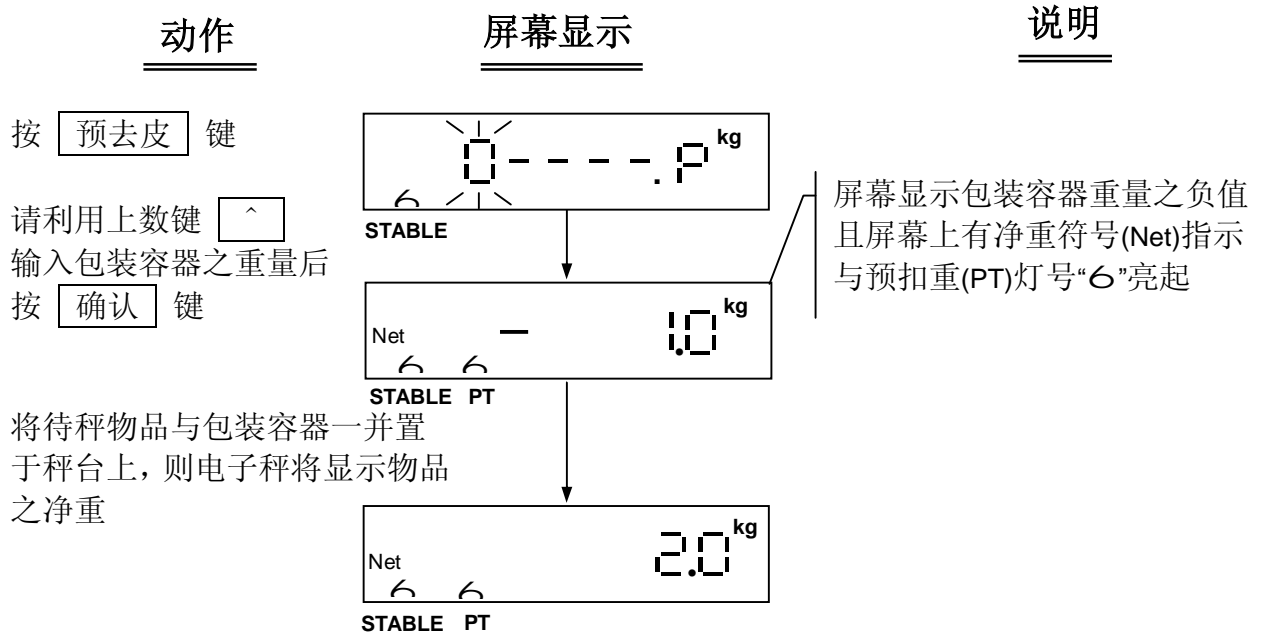 动作
屏幕显示
说明
按 预去皮 键
0----.P kg
6
STABLE
请利用上数键 ^
输入包装容器之重量后
按 确认 键
屏幕显示包装容器重量之负值
且屏幕上有净重符号(Net)指示
与预扣重(PT)灯号“6”亮起
Net - 1.0 kg
6 6
STABLE PT
将待秤物品与包装容器一并置
于秤台上，则电子秤将显示物品
之净重
Net 2.0 kg
6 6
STABLE PT